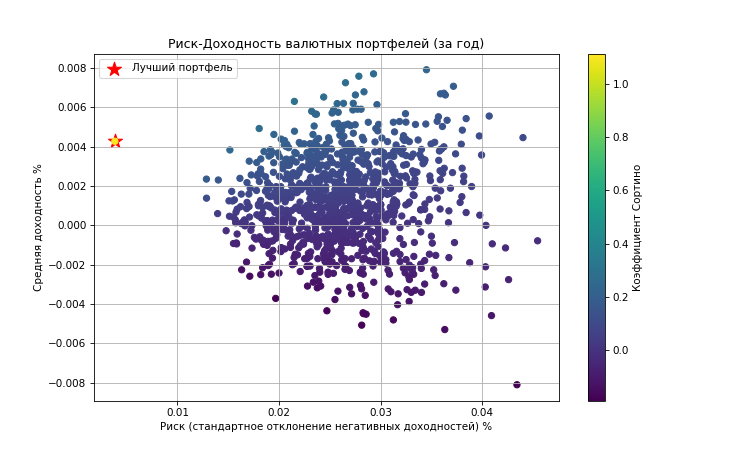 Риск-Доходность валютных портфелей (за год)
Лучший портфель
Средняя доходность %
0.008
0.006
0.004
0.002
0.000
−0.002
−0.004
−0.006
−0.008
0.01 0.02 0.03 0.04
Риск (стандартное отклонение негативных доходностей) %
1.0
0.8
0.6
0.4
0.2
0.0
Коэффициент Сортино